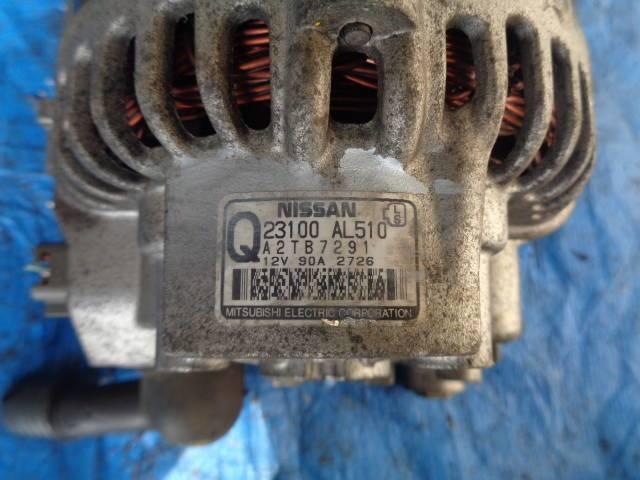 NISSAN
Q 23100 AL510
A2TB7291
12V 90A 2726
MITSUBISHI ELECTRIC CORPORATION